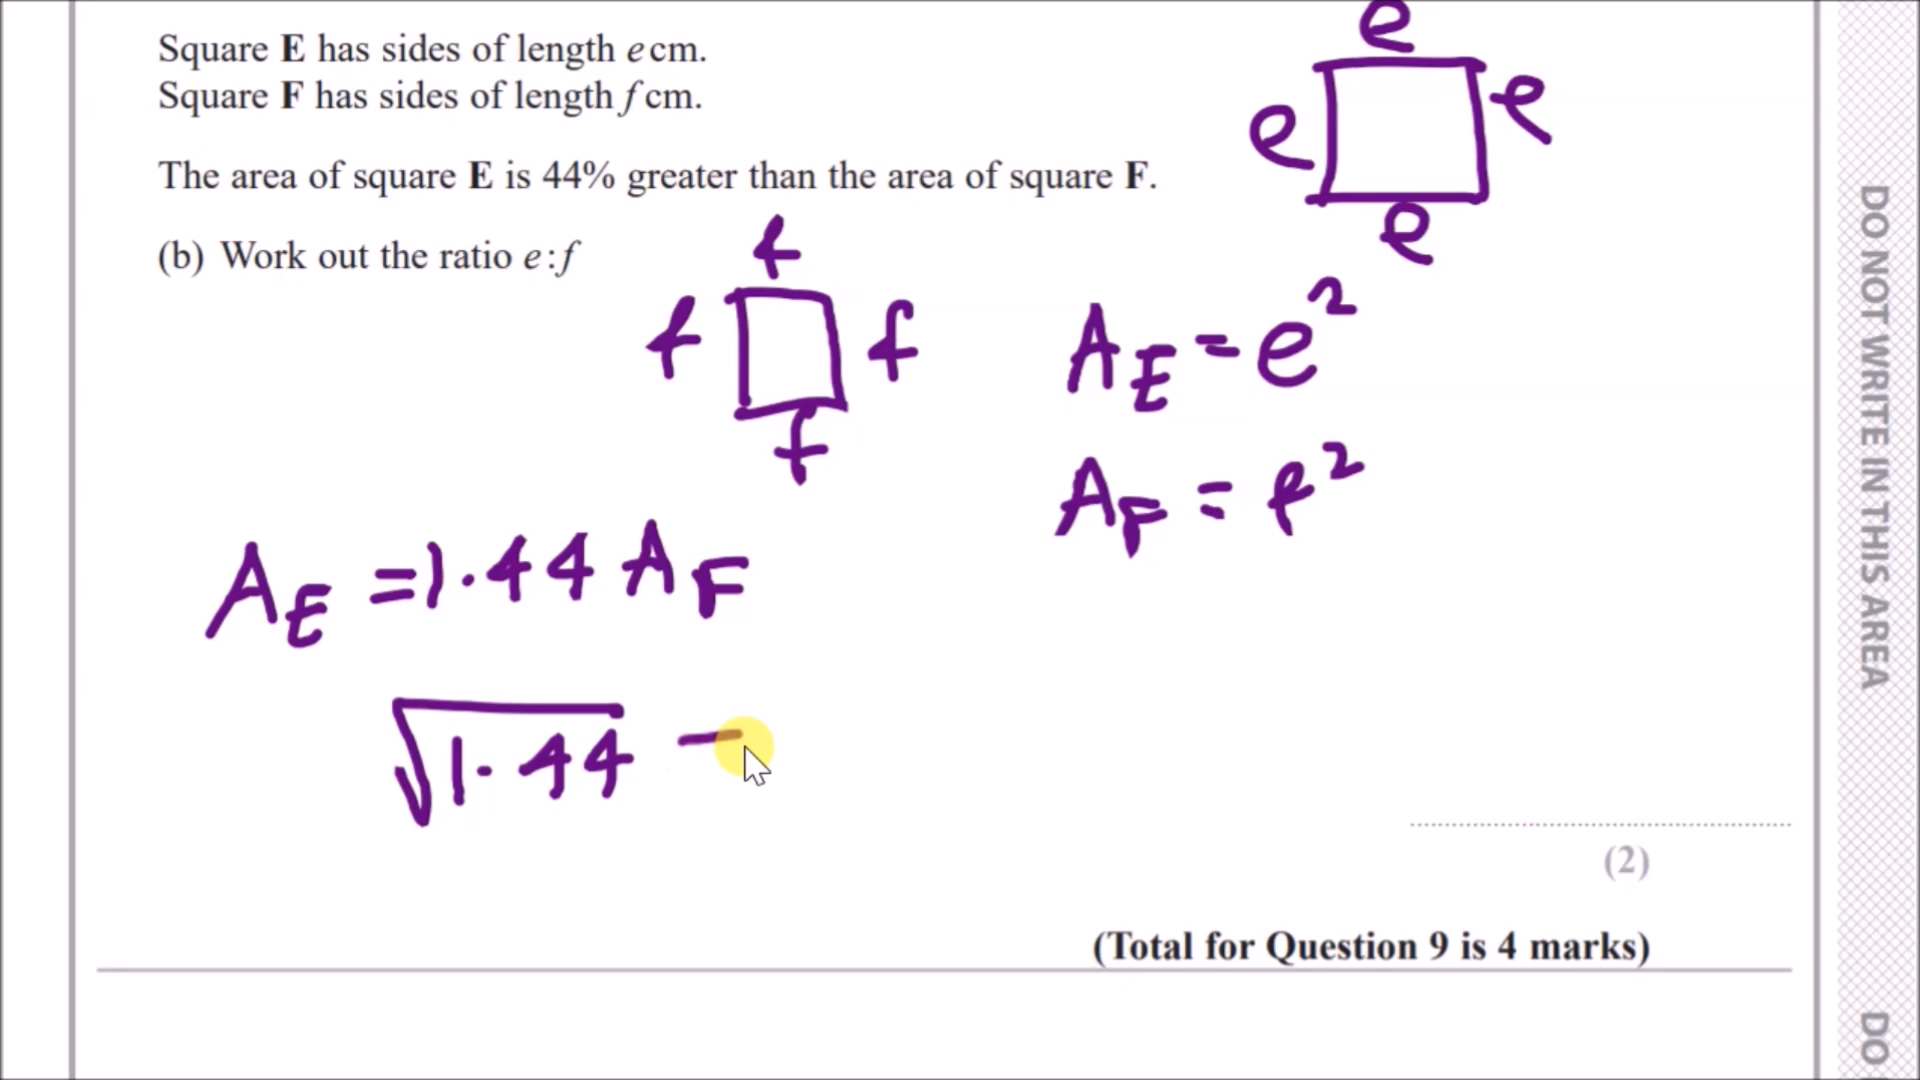 Square E has sides of length e cm.
Square F has sides of length f cm.
The area of square E is 44% greater than the area of square F.
(b) Work out the ratio e : f
e
e
e
e
f
f
f
f
A_E = e²
A_F = f²
A_E = 1.44 A_F
√1.44 –
(2)
(Total for Question 9 is 4 marks)
DO NOT WRITE IN THIS AREA
DO